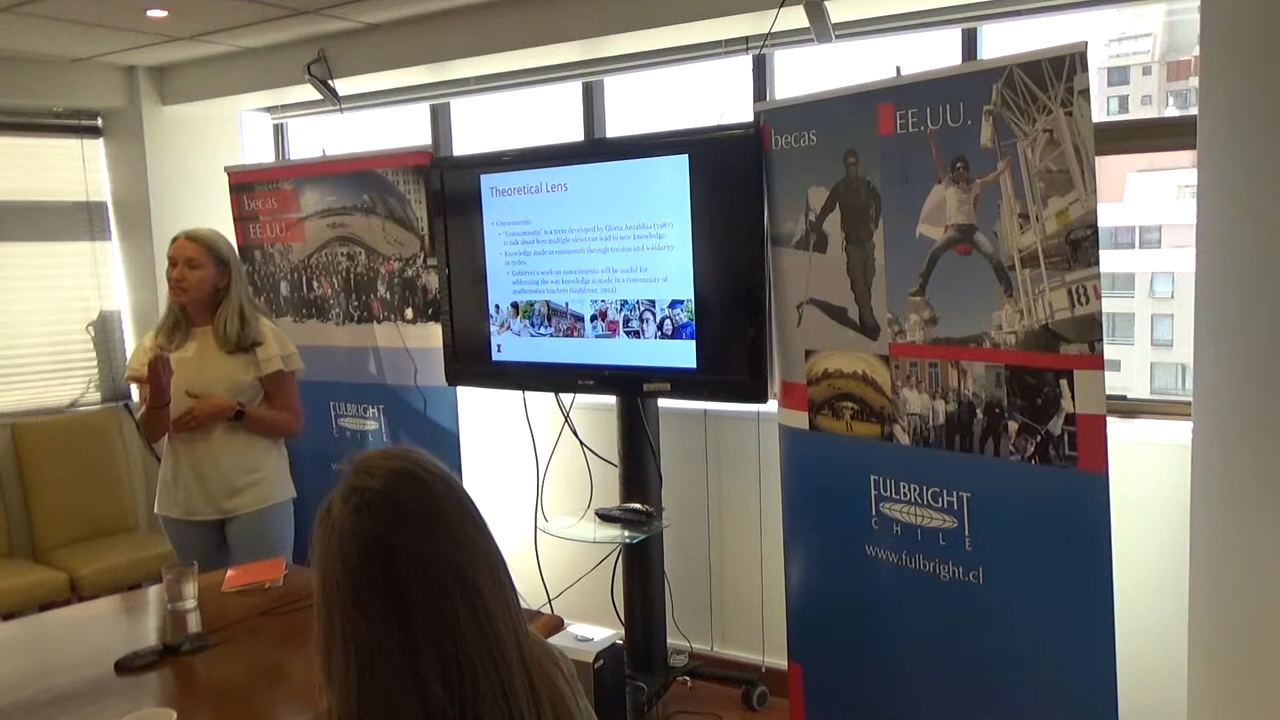 becas
EE.UU.
FULBRIGHT
CHILE
Theoretical Lens
• Conocimiento
• "Conocimiento" is a term developed by Gloria Anzaldua (1987)
to talk about how multiple views can lead to new knowledge.
• Knowledge made in community through tension and solidarity
in nepantla
• Gutiérrez's work on conocimiento will be useful for
addressing the way knowledge is made in a community of
mathematics teachers
becas
EE.UU.
18
FULBRIGHT
CHILE
www.fulbright.cl